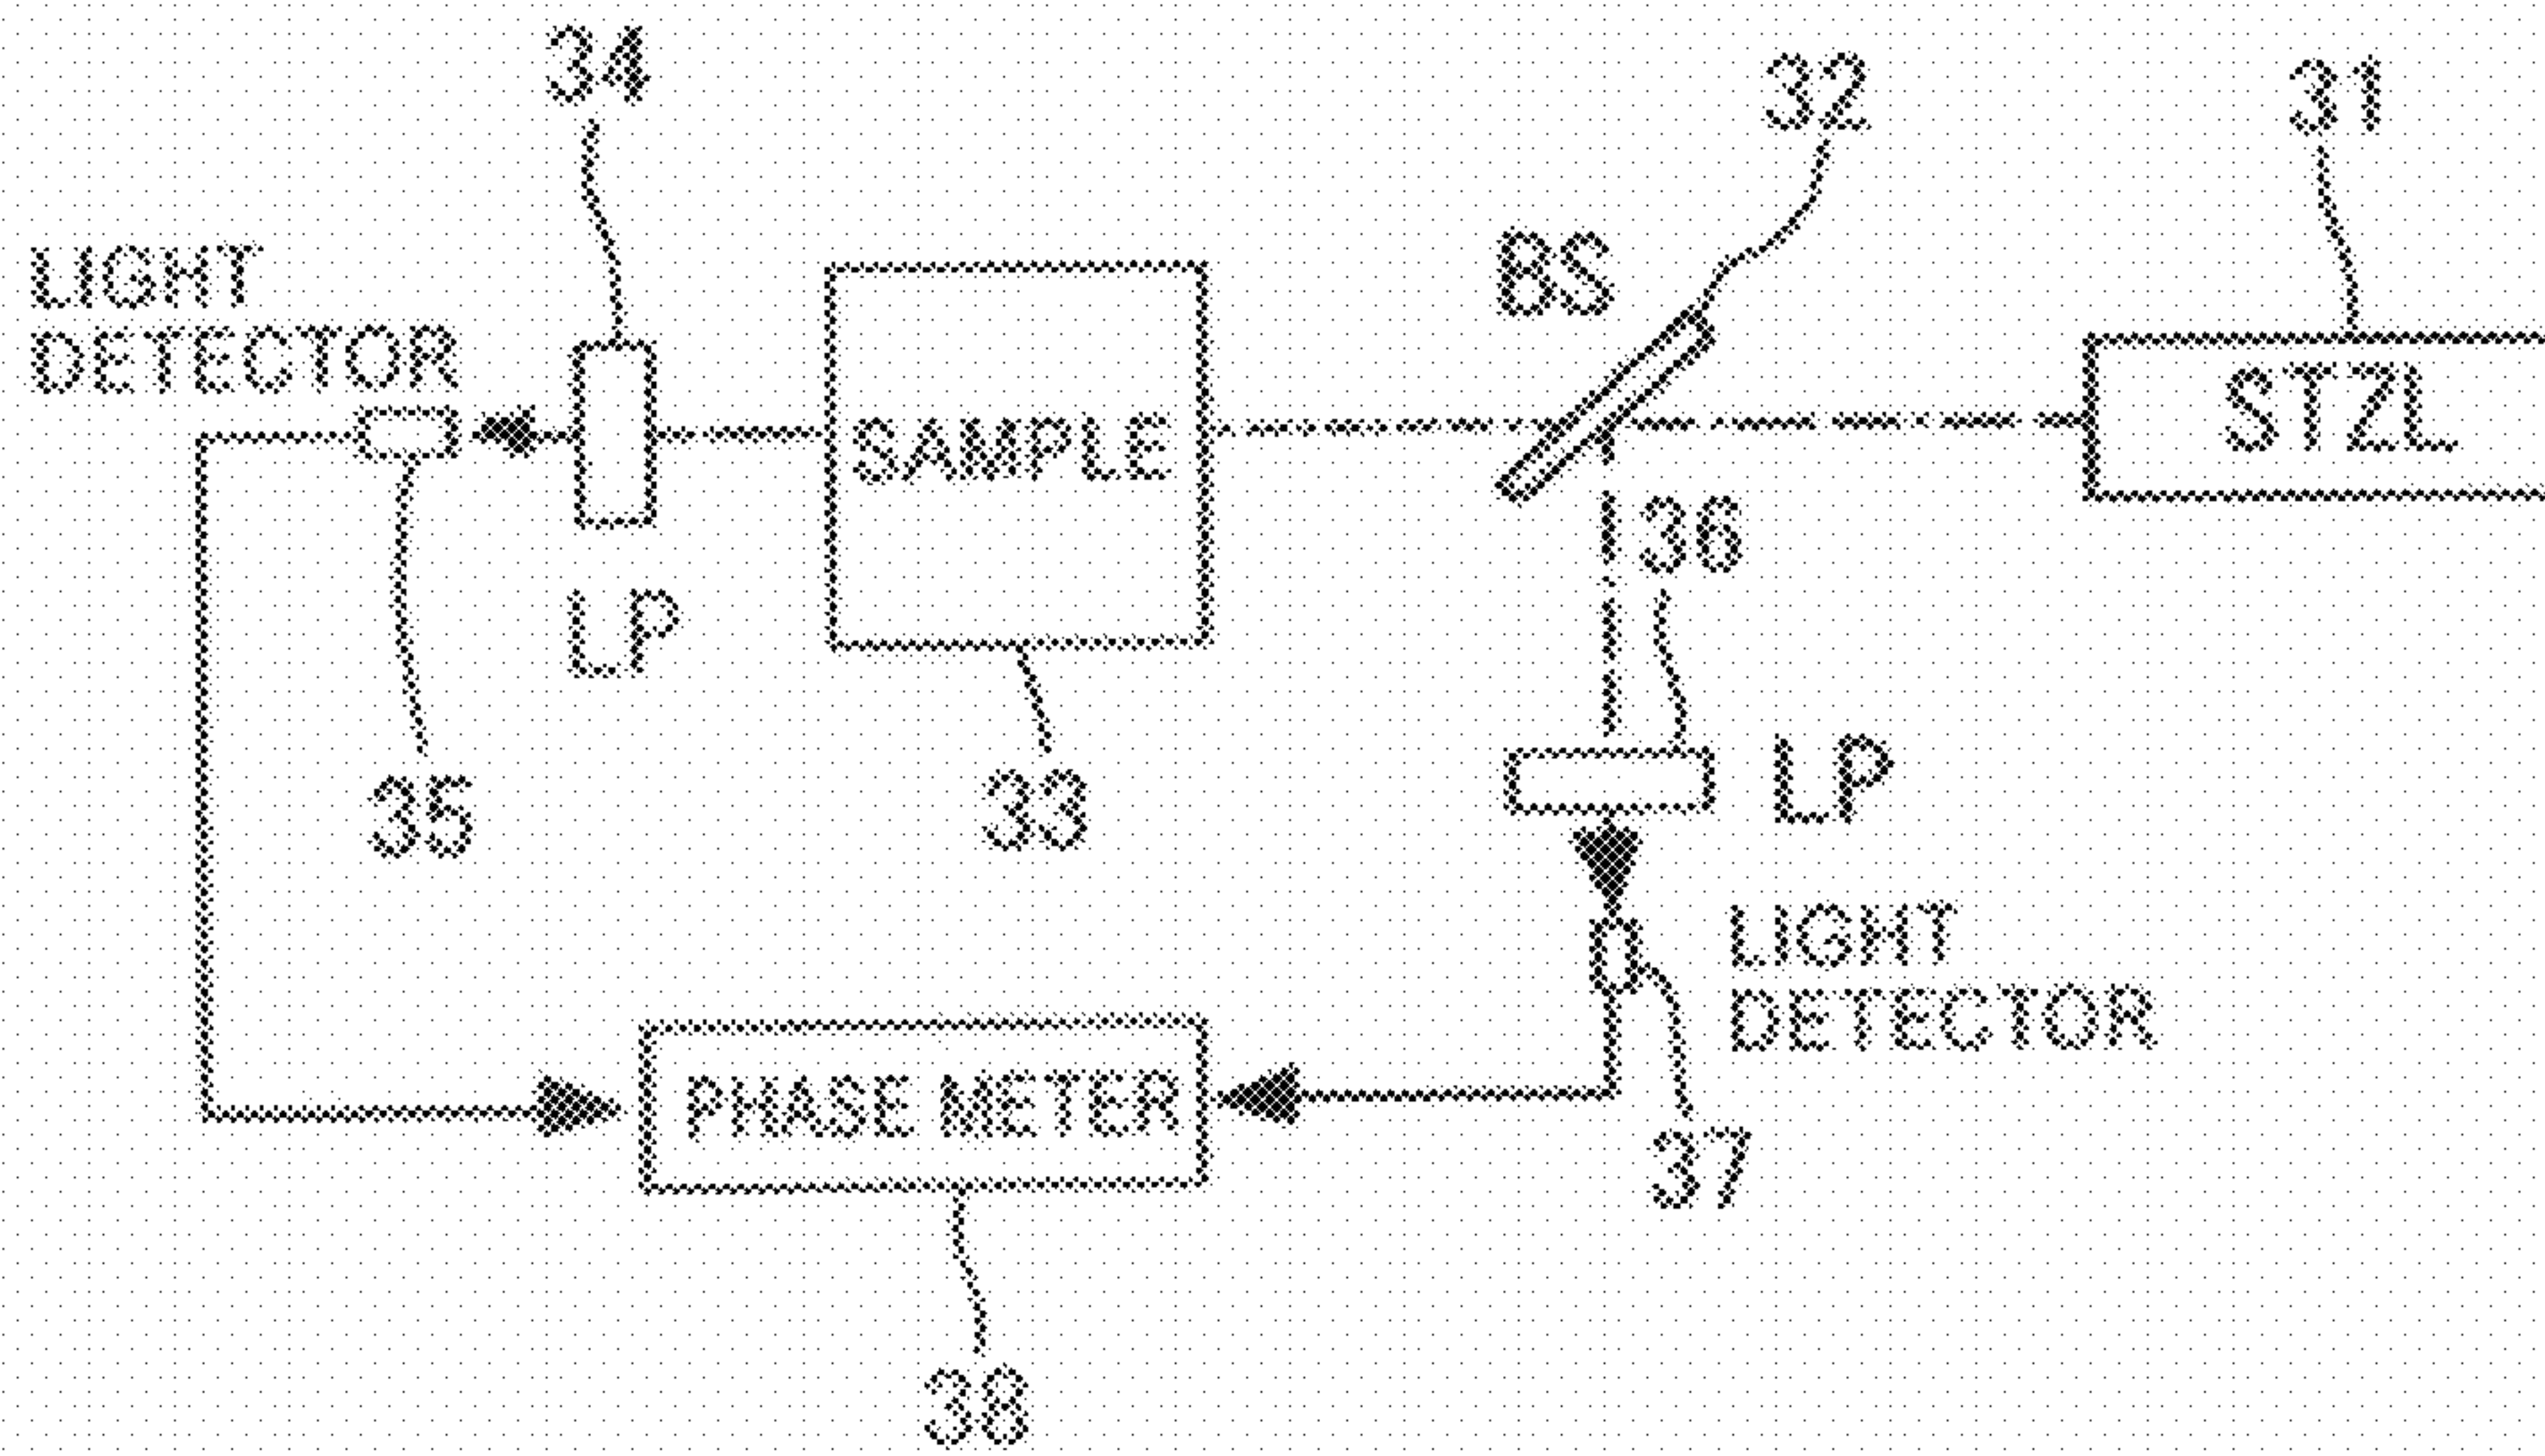 34
32
31
LIGHT
DETECTOR
BS
STZL
SAMPLE
36
LP
LP
35
33
LIGHT
DETECTOR
PHASE METER
37
38